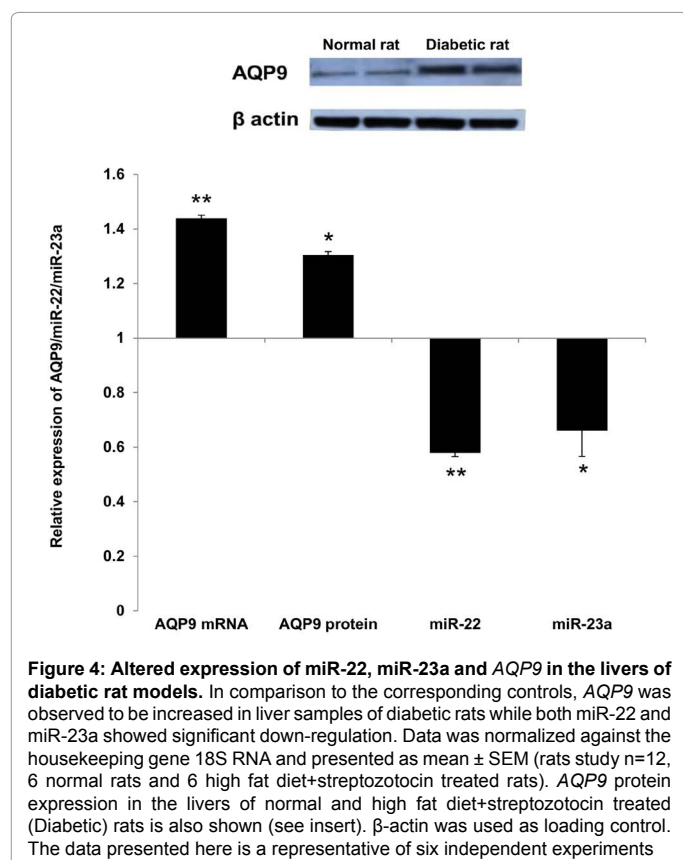 Normal rat Diabetic rat
AQP9
β actin
Relative expression of AQP9/miR-22/miR-23a
1.6
1.4
1.2
1
0.8
0.6
0.4
0.2
0
**
*
**
*
AQP9 mRNA AQP9 protein miR-22 miR-23a
Figure 4: Altered expression of miR-22, miR-23a and AQP9 in the livers of
diabetic rat models. In comparison to the corresponding controls, AQP9 was
observed to be increased in liver samples of diabetic rats while both miR-22 and
miR-23a showed significant down-regulation. Data was normalized against the
housekeeping gene 18S RNA and presented as mean ± SEM (rats study n=12,
6 normal rats and 6 high fat diet+streptozotocin treated rats). AQP9 protein
expression in the livers of normal and high fat diet+streptozotocin treated
(Diabetic) rats is also shown (see insert). β-actin was used as loading control.
The data presented here is a representative of six independent experiments